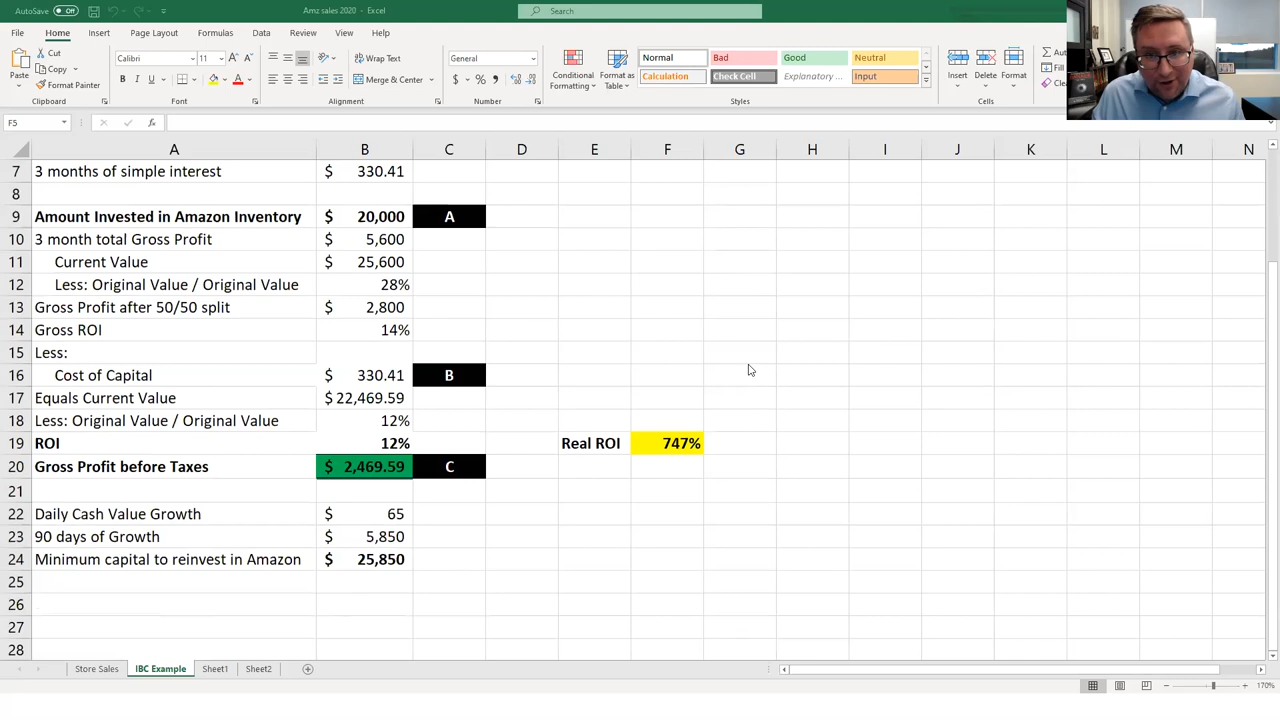 AutoSave Off Amz sales 2020 - Excel Search
File Home Insert Page Layout Formulas Data Review View Help
Cut Calibri 11 Wrap Text General Normal Bad Good Neutral
Copy Merge & Center Calculation Check Cell Explanatory ... Input
Paste Format Painter Conditional Formatting Format as Table Insert Delete Format
Clipboard Font Alignment Number Styles Cells
F5 fx
A B C D E F G H I J K L M N
7 3 months of simple interest $ 330.41
8
9 Amount Invested in Amazon Inventory $ 20,000 A
10 3 month total Gross Profit $ 5,600
11 Current Value $ 25,600
12 Less: Original Value / Original Value 28%
13 Gross Profit after 50/50 split $ 2,800
14 Gross ROI 14%
15 Less:
16 Cost of Capital $ 330.41 B
17 Equals Current Value $ 22,469.59
18 Less: Original Value / Original Value 12%
19 ROI 12% Real ROI 747%
20 Gross Profit before Taxes $ 2,469.59 C
21
22 Daily Cash Value Growth $ 65
23 90 days of Growth $ 5,850
24 Minimum capital to reinvest in Amazon $ 25,850
25
26
27
28
Store Sales IBC Example Sheet1 Sheet2
170%